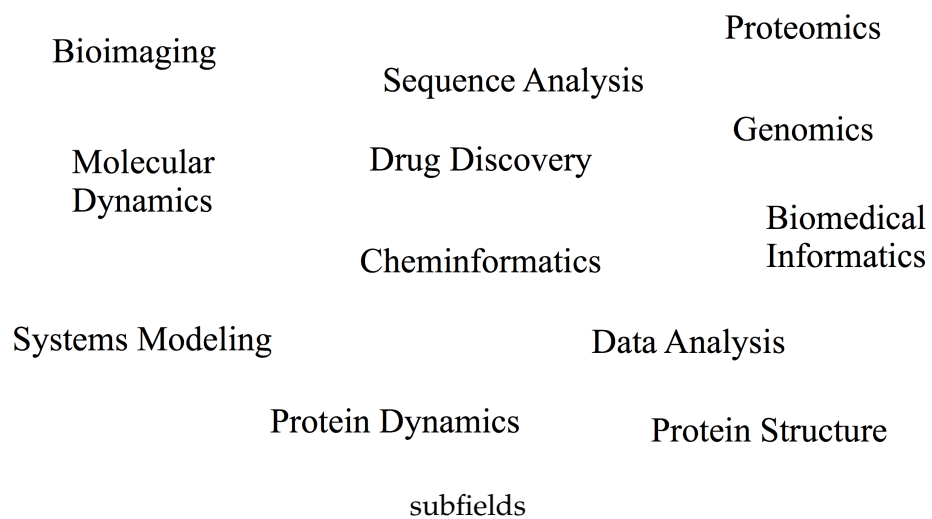 Proteomics
Bioimaging
Sequence Analysis
Genomics
Drug Discovery
Molecular
Dynamics
Biomedical
Informatics
Cheminformatics
Systems Modeling
Data Analysis
Protein Dynamics
Protein Structure
subfields